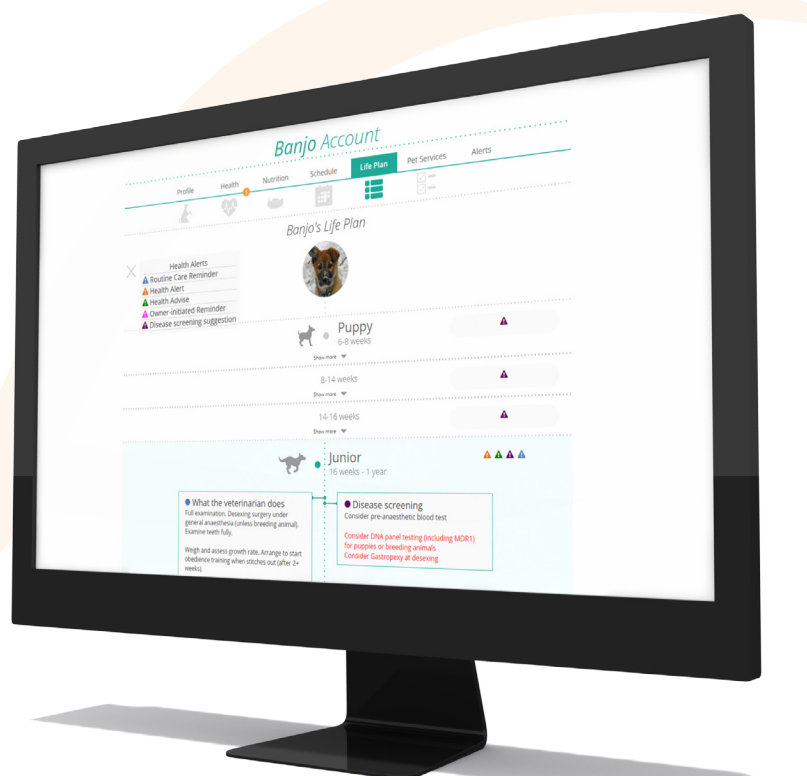 Banjo Account
Profile
Health
Nutrition
Schedule
Life Plan
Pet Services
Alerts
Banjo's Life Plan
Health Alerts
Routine Care Reminder
Health Alert
Health Advise
Owner-initiated Reminder
Disease screening suggestion
Puppy
6-8 weeks
Show more
8-14 weeks
Show more
14-16 weeks
Show more
Junior
16 weeks - 1 year
What the veterinarian does
Full examination. Desexing surgery under
general anaesthesia (unless breeding animal).
Examine teeth fully.
Weigh and assess growth rate. Arrange to start
obedience training when stitches out (after 2+
weeks).
Disease screening
Consider pre-anaesthetic blood test
Consider DNA panel testing (including MDR1)
for puppies or breeding animals
Consider Gastropexy at desexing